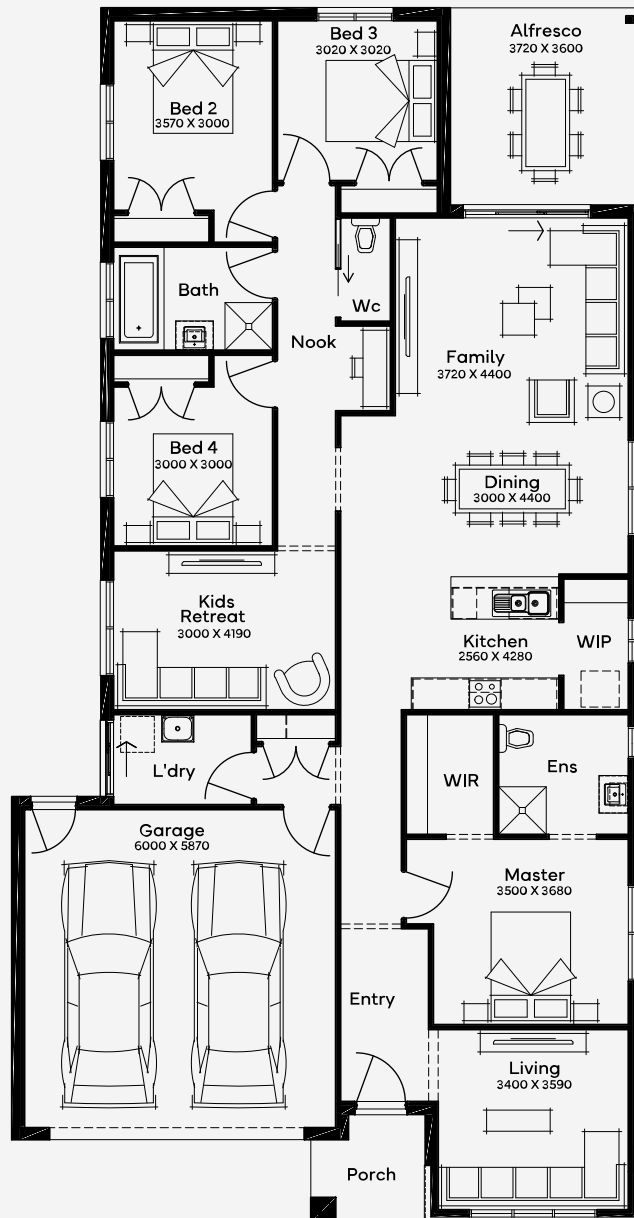 Bed 3
3020 X 3020
Alfresco
3720 X 3600
Bed 2
3570 X 3000
Bath
Wc
Nook
Family
3720 X 4400
Bed 4
3000 X 3000
Dining
3000 X 4400
Kids
Retreat
3000 X 4190
Kitchen
2560 X 4280
WIP
L'dry
WIR
Ens
Garage
6000 X 5870
Master
3500 X 3680
Entry
Living
3400 X 3590
Porch